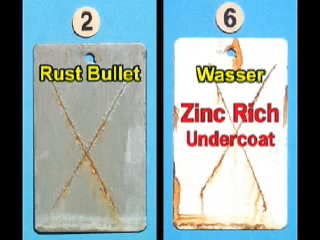 2
Rust Bullet
6
Wasser
Zinc Rich
Undercoat